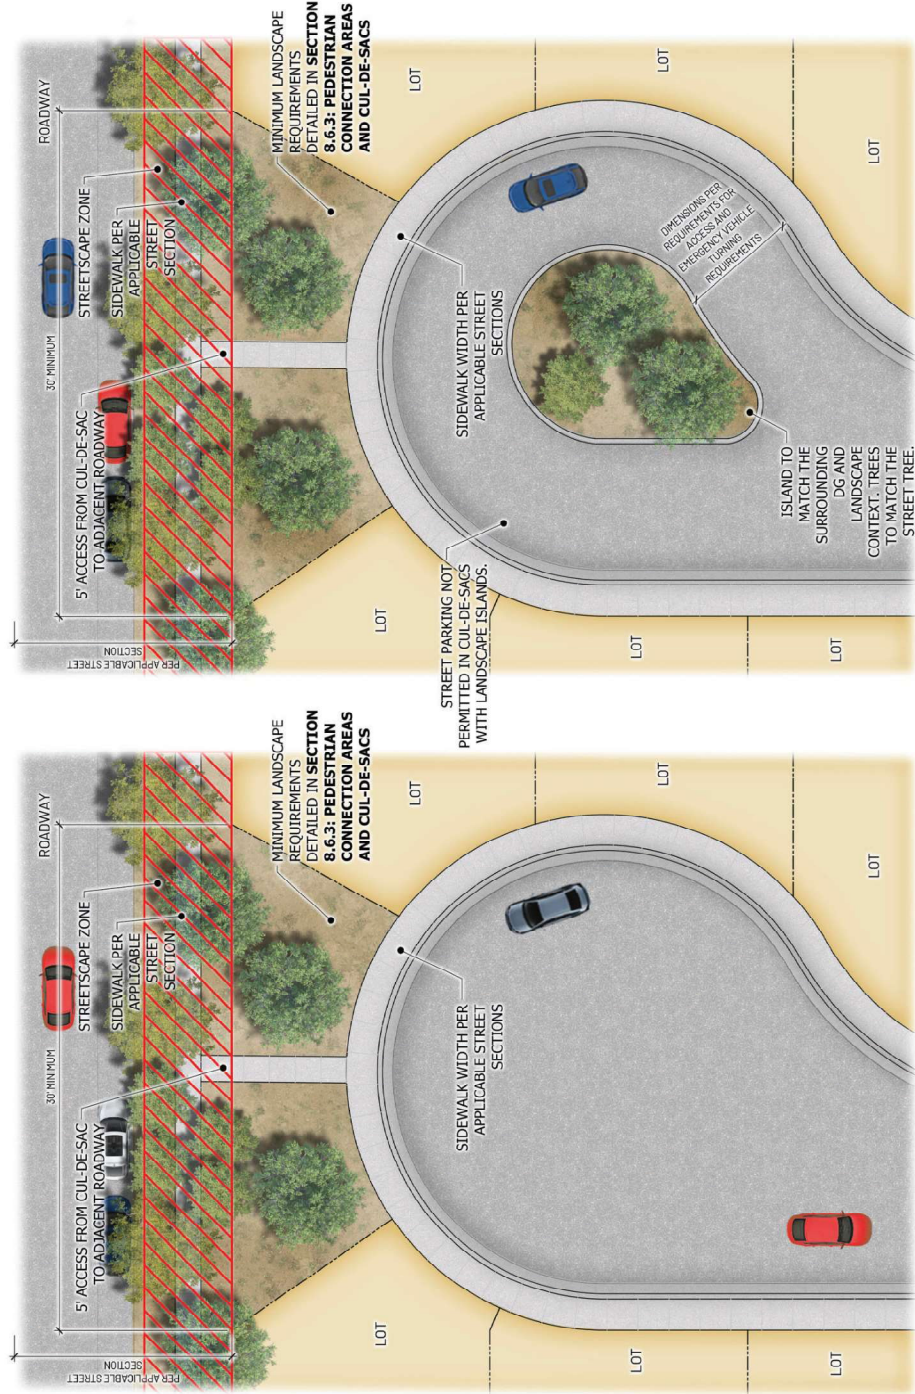 ROADWAY
STREETSCAPE ZONE
SIDEWALK PER
APPLICABLE
STREET
SECTION
30' MINIMUM
5' ACCESS FROM CUL-DE-SAC
TO ADJACENT ROADWAY
PER APPLICABLE STREET
SECTION
MINIMUM LANDSCAPE
REQUIREMENTS
DETAILED IN SECTION
8.6.3: PEDESTRIAN
CONNECTION AREAS
AND CUL-DE-SACS
LOT
LOT
LOT
LOT
LOT
LOT
SIDEWALK WIDTH PER
APPLICABLE STREET
SECTIONS
ROADWAY
STREETSCAPE ZONE
SIDEWALK PER
APPLICABLE
STREET
SECTION
30' MINIMUM
5' ACCESS FROM CUL-DE-SAC
TO ADJACENT ROADWAY
PER APPLICABLE STREET
SECTION
MINIMUM LANDSCAPE
REQUIREMENTS
DETAILED IN SECTION
8.6.3: PEDESTRIAN
CONNECTION AREAS
AND CUL-DE-SACS
LOT
LOT
LOT
LOT
LOT
LOT
SIDEWALK WIDTH PER
APPLICABLE STREET
SECTIONS
DIMENSIONS PER
REQUIREMENTS FOR
ACCESS AND
EMERGENCY VEHICLE
TURNING
REQUIREMENTS
STREET PARKING NOT
PERMITTED IN CUL-DE-SACS
WITH LANDSCAPE ISLANDS.
ISLAND TO
MATCH THE
SURROUNDING
DG AND
LANDSCAPE
CONTEXT. TREES
TO MATCH THE
STREET TREE.